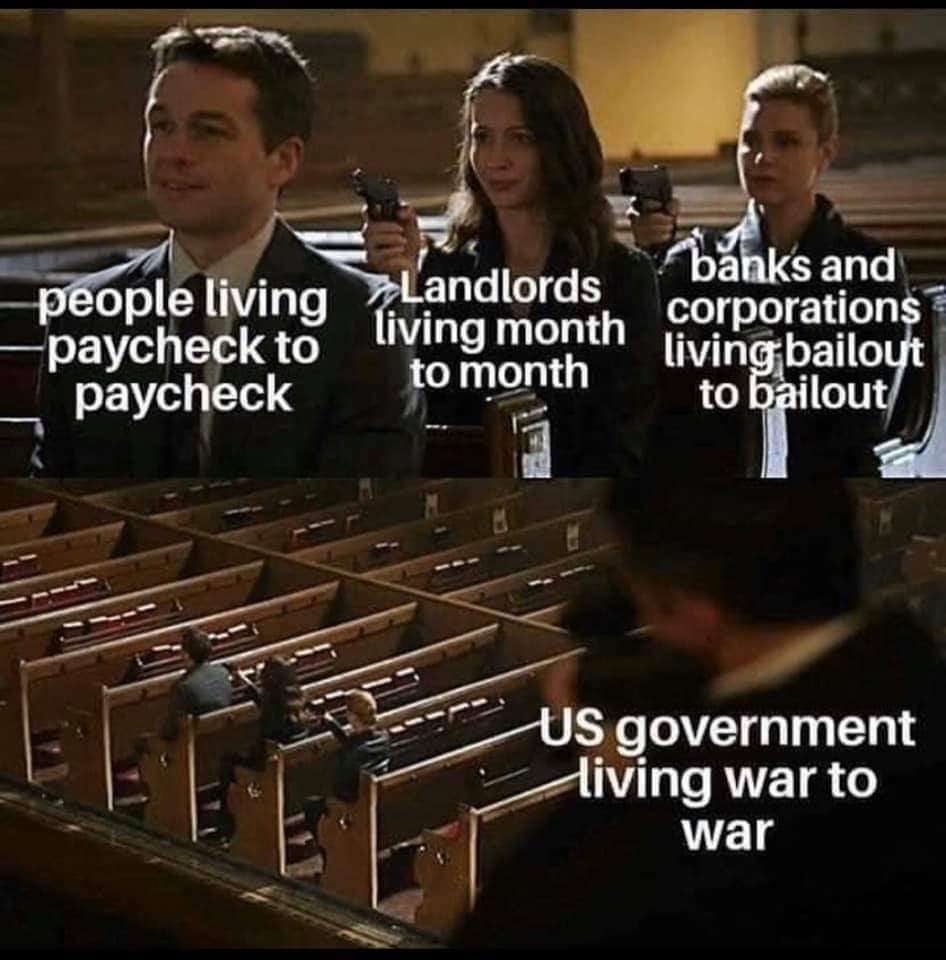 people living
paycheck to
paycheck
Landlords
living month
to month
banks and
corporations
living bailout
to bailout
US government
living war to
war